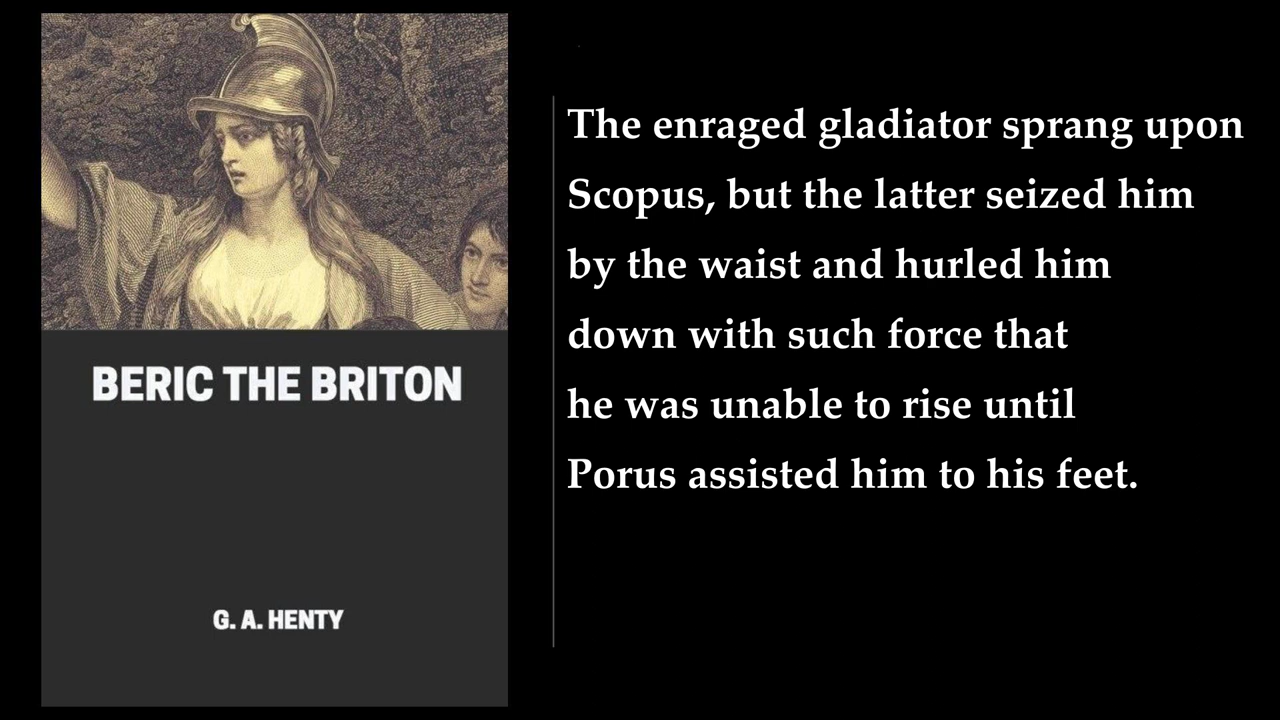 BERIC THE BRITON
G. A. HENTY
The enraged gladiator sprang upon
Scopus, but the latter seized him
by the waist and hurled him
down with such force that
he was unable to rise until
Porus assisted him to his feet.